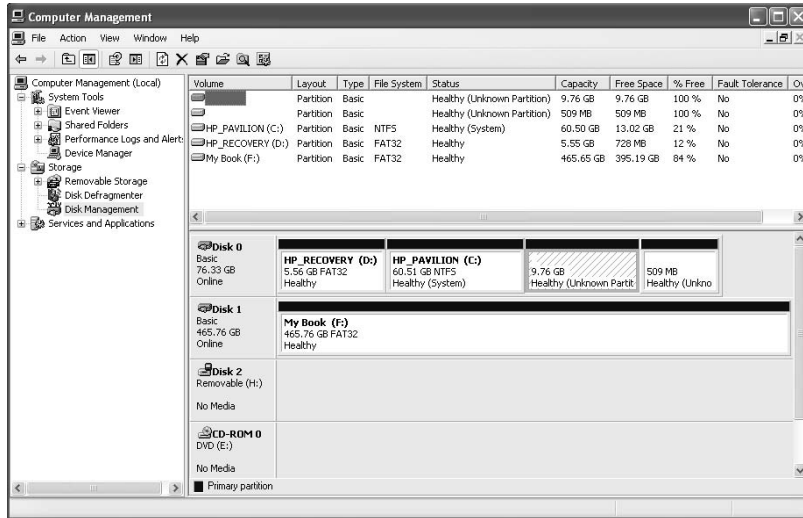 Computer Management
File Action View Window Help
Computer Management (Local)
System Tools
Event Viewer
Shared Folders
Performance Logs and Alert
Device Manager
Storage
Removable Storage
Disk Defragmenter
Disk Management
Services and Applications
Volume Layout Type File System Status Capacity Free Space % Free Fault Tolerance Ov
Partition Basic Healthy (Unknown Partition) 9.76 GB 9.76 GB 100 % No 0%
Partition Basic Healthy (Unknown Partition) 509 MB 509 MB 100 % No 0%
HP_PAVILION (C:) Partition Basic NTFS Healthy (System) 60.50 GB 13.02 GB 21 % No 0%
HP_RECOVERY (D:) Partition Basic FAT32 Healthy 5.55 GB 728 MB 12 % No 0%
My Book (F:) Partition Basic FAT32 Healthy 465.65 GB 395.19 GB 84 % No 0%
Disk 0
Basic
76.33 GB
Online
HP_RECOVERY (D:)
5.56 GB FAT32
Healthy
HP_PAVILION (C:)
60.51 GB NTFS
Healthy (System)
9.76 GB
Healthy (Unknown Partit
509 MB
Healthy (Unkno
Disk 1
Basic
465.76 GB
Online
My Book (F:)
465.76 GB FAT32
Healthy
Disk 2
Removable (H:)
No Media
CD-ROM 0
DVD (E:)
No Media
Primary partition